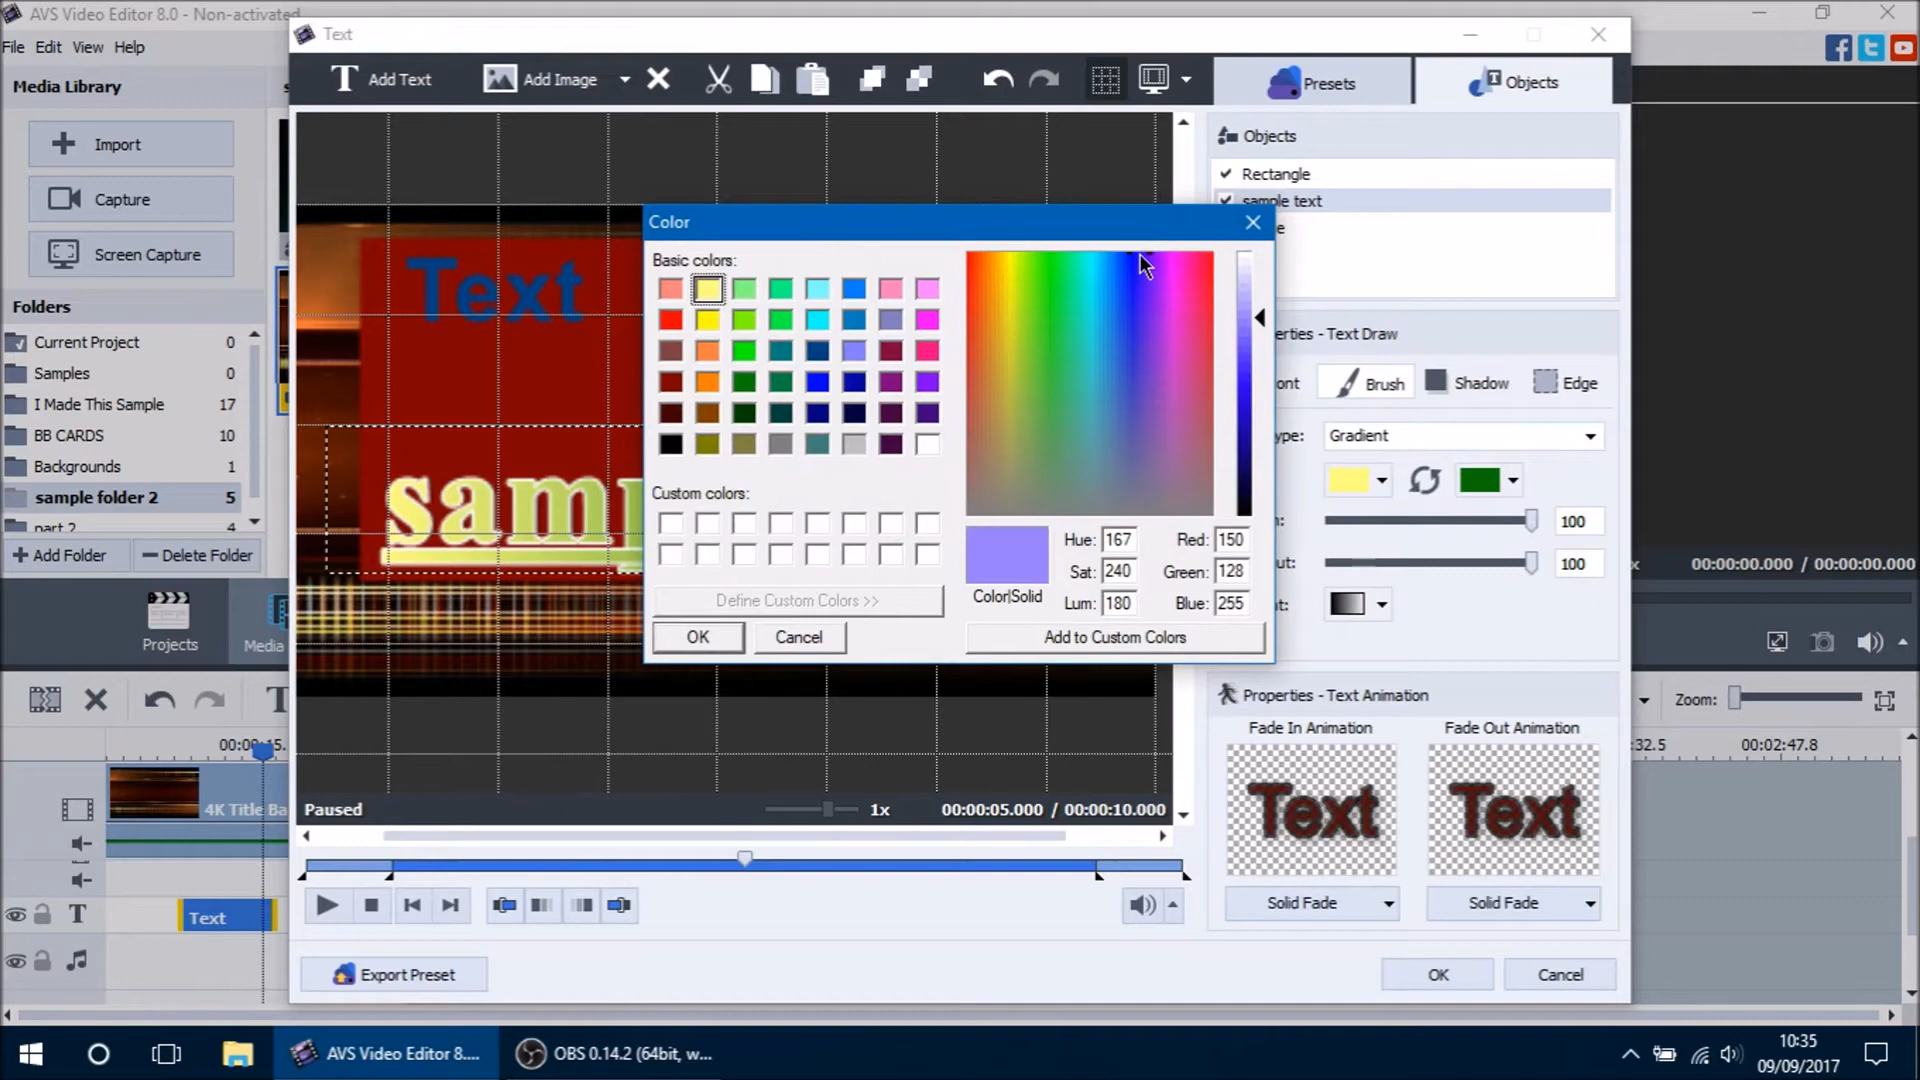 AVS Video Editor 8.0 - Non-activated
File Edit View Help
Media Library
Import
Capture
Screen Capture
Folders
Current Project 0
Samples 0
I Made This Sample 17
BB CARDS 10
Backgrounds 1
sample folder 2 5
part 2 4
+ Add Folder
Delete Folder
Projects
Media
Text
Add Text
Add Image
Presets
Objects
Objects
Rectangle
sample text
Text
samp
Color
Basic colors:
Custom colors:
Define Custom Colors >>
OK
Cancel
Hue: 167
Sat: 240
Lum: 180
Red: 150
Green: 128
Blue: 255
Color|Solid
Add to Custom Colors
erties - Text Draw
ont
Brush
Shadow
Edge
ype: Gradient
100
ut: 100
Properties - Text Animation
Fade In Animation
Fade Out Animation
Text
Text
Solid Fade
Solid Fade
Paused
1x
00:00:05.000 / 00:00:10.000
Export Preset
OK
Cancel
00:00:00.000 / 00:00:00.000
Zoom:
:32.5
00:02:47.8
4K Title Ba
T
Text
AVS Video Editor 8....
OBS 0.14.2 (64bit, w...
10:35
09/09/2017